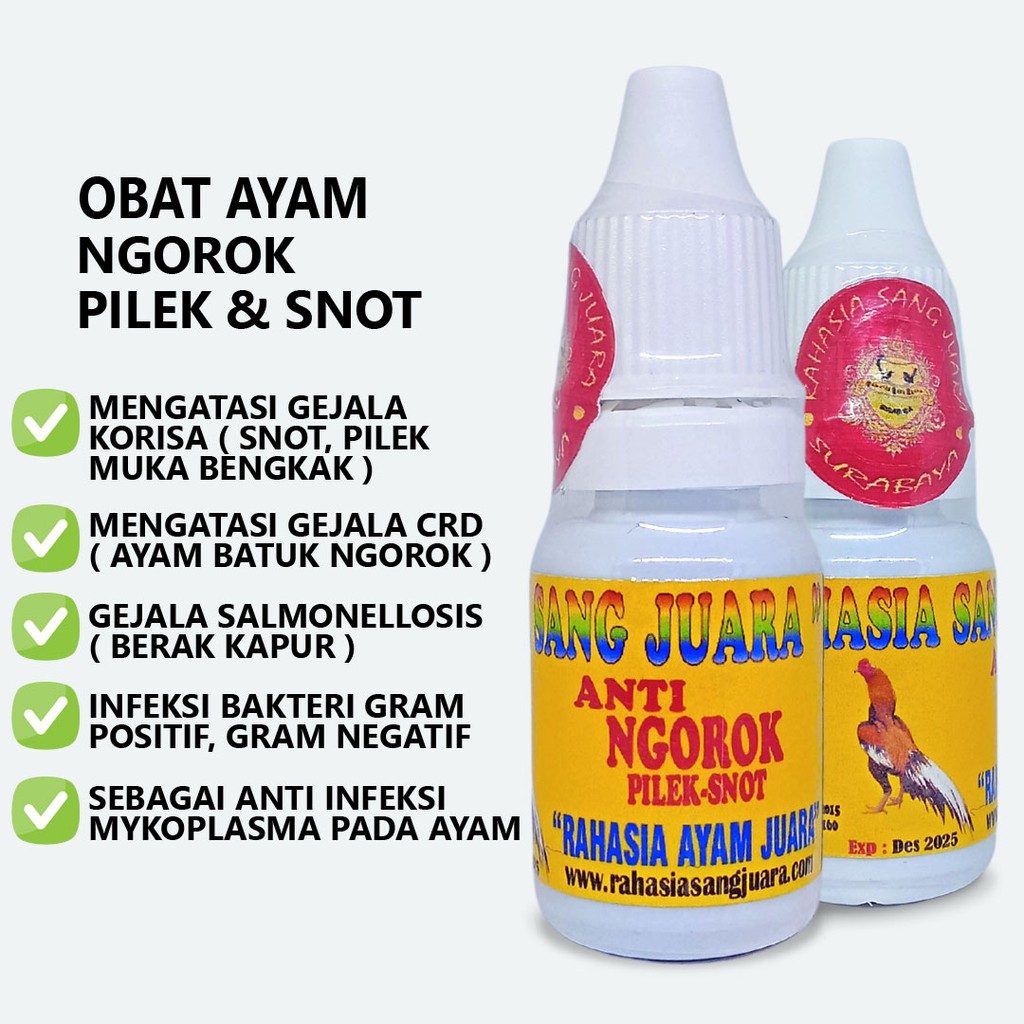 OBAT AYAM
NGOROK
PILEK & SNOT
MENGATASI GEJALA
KORISA ( SNOT, PILEK
MUKA BENGKAK )
MENGATASI GEJALA CRD
( AYAM BATUK NGOROK )
GEJALA SALMONELLOSIS
( BERAK KAPUR )
INFEKSI BAKTERI GRAM
POSITIF, GRAM NEGATIF
SEBAGAI ANTI INFEKSI
MYKOPLASMA PADA AYAM
JUARA
SANG JUARA "
ANTI
NGOROK
PILEK-SNOT
"RAHASIA AYAM JUARA"
www.rahasiasangjuara.com
RAHASIA SANG JUARA
SURABAYA
Exp : Des 2025